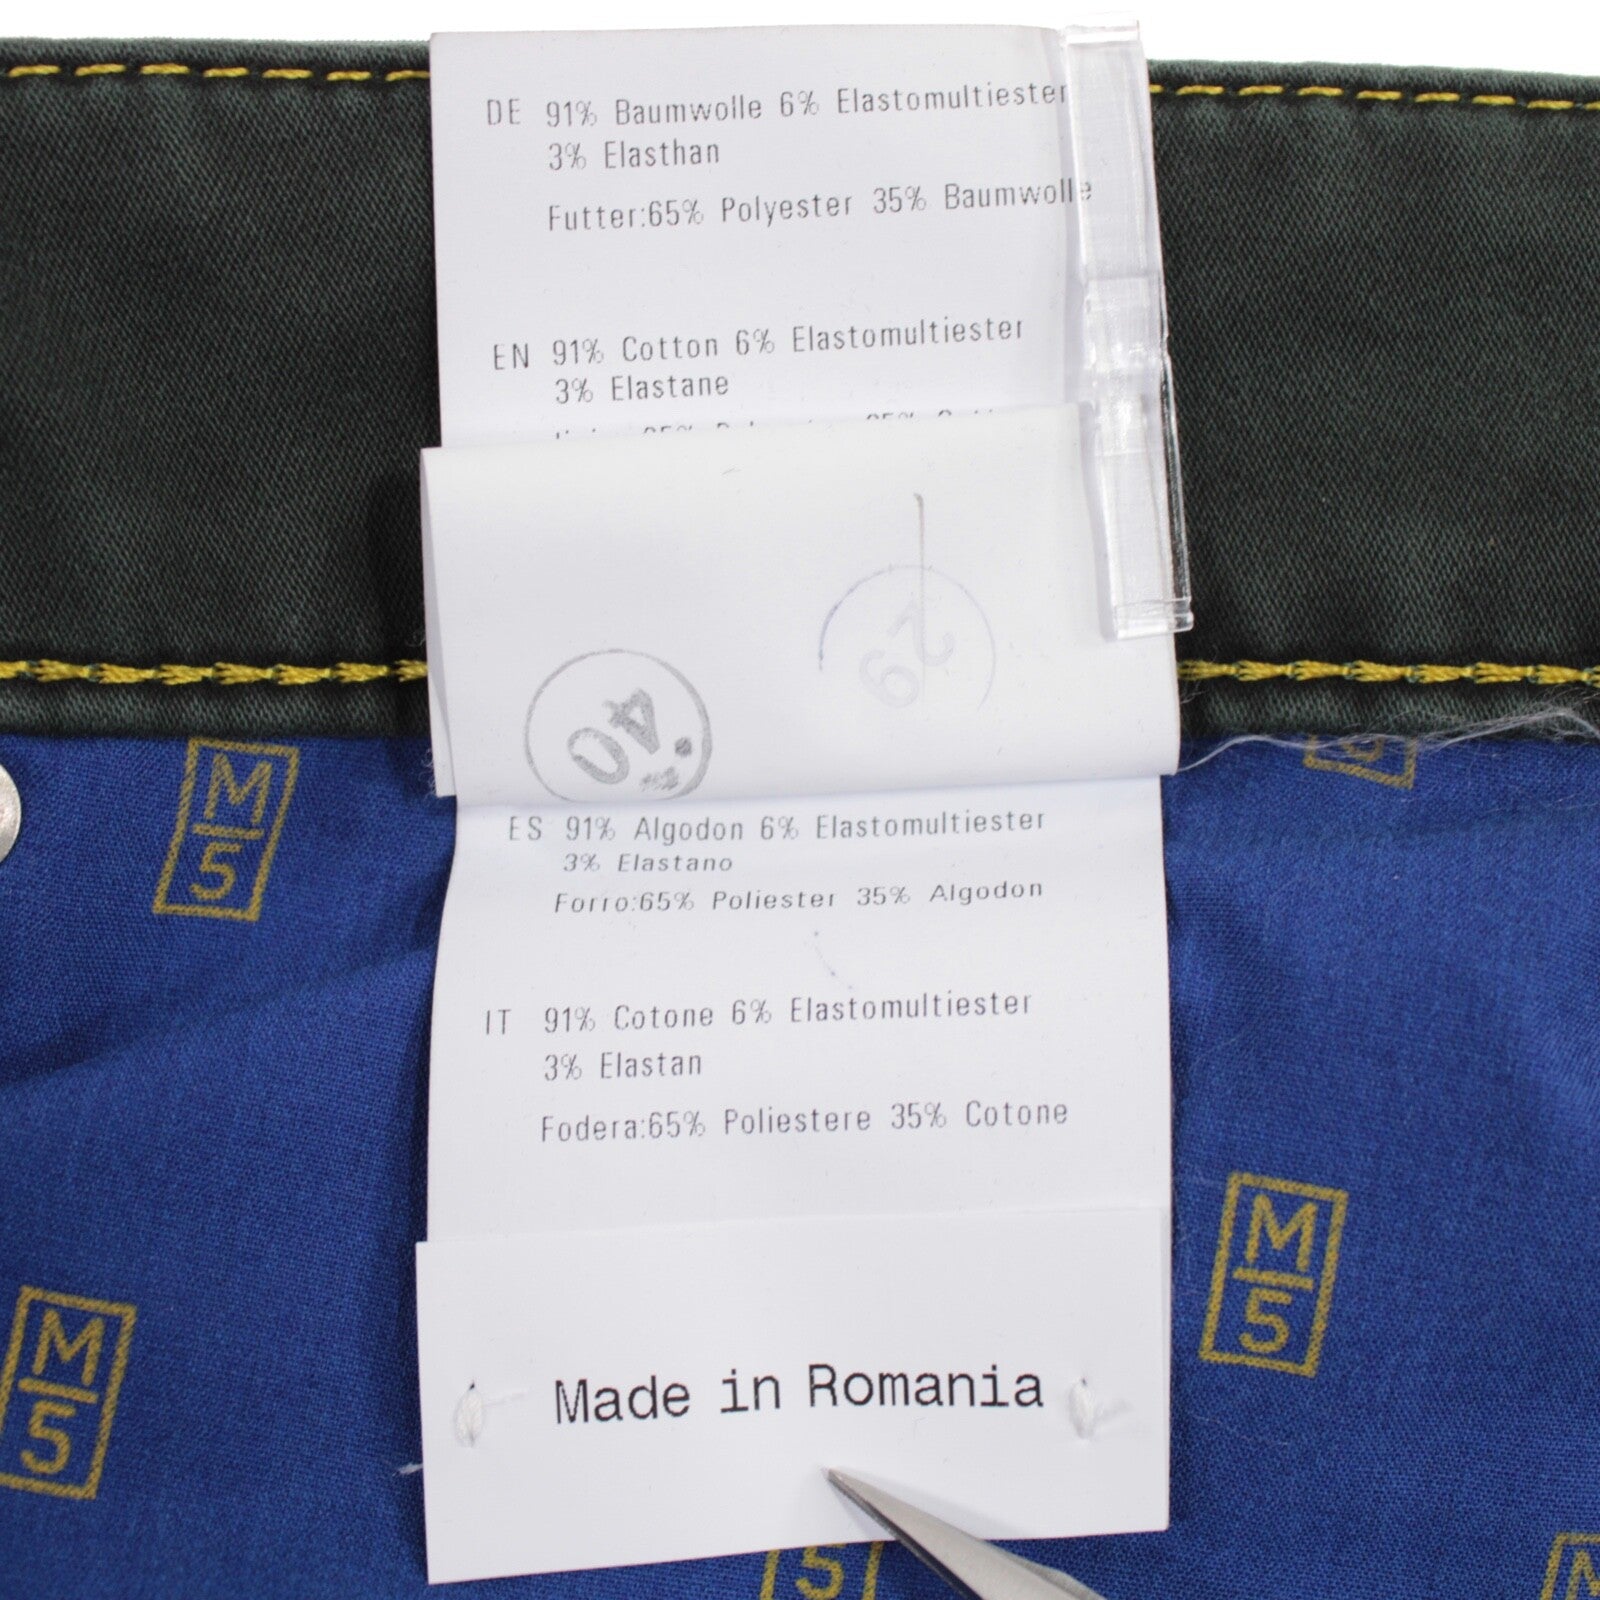 DE 91% Baumwolle 6% Elastomultiester
3% Elasthan
Futter:65% Polyester 35% Baumwolle
EN 91% Cotton 6% Elastomultiester
3% Elastane
29
40
ES 91% Algodon 6% Elastomultiester
3% Elastano
Forro:65% Poliester 35% Algodon
IT 91% Cotone 6% Elastomultiester
3% Elastan
Fodera:65% Poliestere 35% Cotone
Made in Romania
M
5
M
5
M
5
5
M